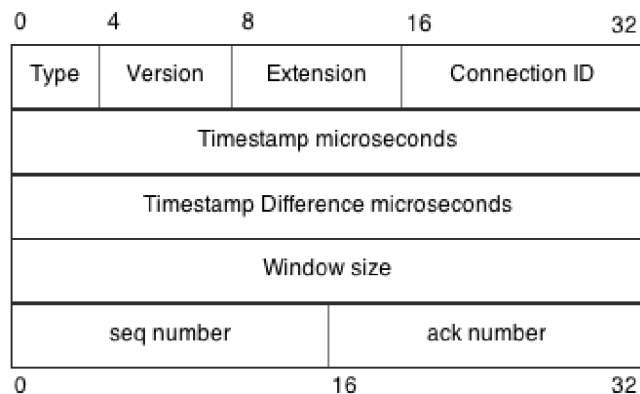 0 4 8 16 32
Type Version Extension Connection ID
Timestamp microseconds
Timestamp Difference microseconds
Window size
seq number ack number
0 16 32